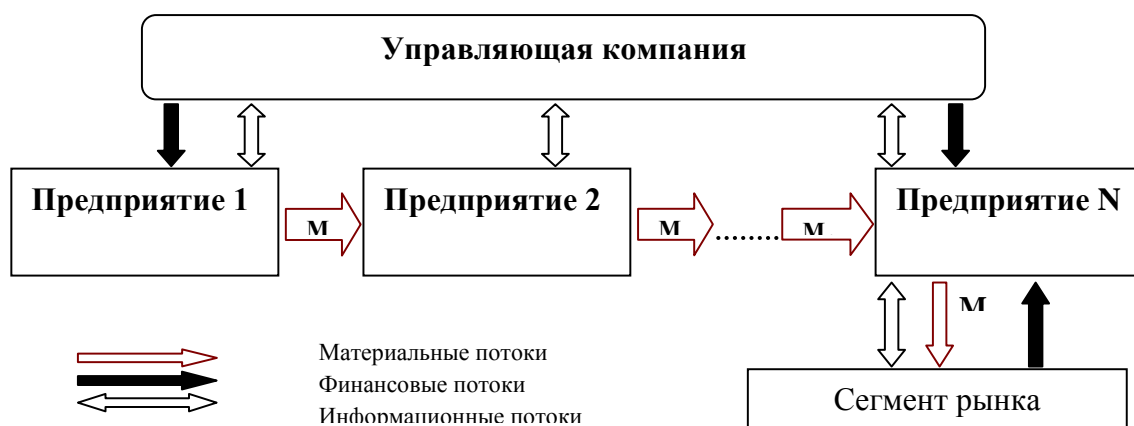 Управляющая компания
Предприятие 1
Предприятие 2
Предприятие N
М
М
........
М
М
Материальные потоки
Финансовые потоки
Информационные потоки
Сегмент рынка